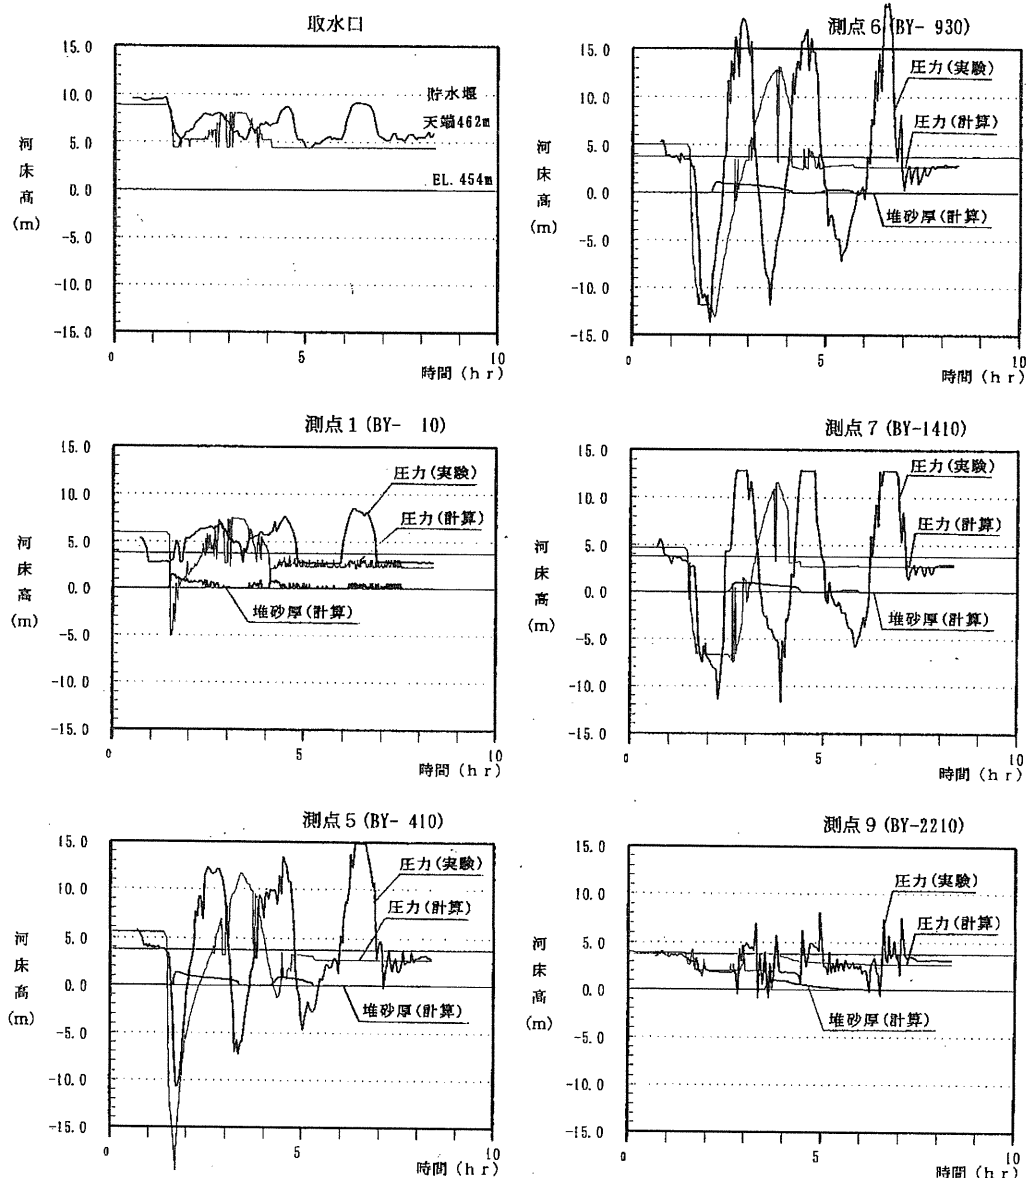 取水口
15.0
10.0
5.0
0.0
-5.0
-10.0
-15.0
河床高(m)
貯水堰
天端462m
EL.454m
0
5
10
時間(hr)
測点1(BY- 10)
15.0
10.0
5.0
0.0
-5.0
-10.0
-15.0
河床高(m)
圧力(実験)
圧力(計算)
堆砂厚(計算)
0
5
10
時間(hr)
測点5(BY- 410)
15.0
10.0
5.0
0.0
-5.0
-10.0
-15.0
河床高(m)
圧力(実験)
圧力(計算)
堆砂厚(計算)
0
5
10
時間(hr)
測点6(BY- 930)
15.0
10.0
5.0
0.0
-5.0
-10.0
-15.0
河床高(m)
圧力(実験)
圧力(計算)
堆砂厚(計算)
0
5
10
時間(hr)
測点7(BY-1410)
15.0
10.0
5.0
0.0
-5.0
-10.0
-15.0
河床高(m)
圧力(実験)
圧力(計算)
堆砂厚(計算)
0
5
10
時間(hr)
測点9(BY-2210)
15.0
10.0
5.0
0.0
-5.0
-10.0
-15.0
河床高(m)
圧力(実験)
圧力(計算)
堆砂厚(計算)
0
5
10
時間(hr)